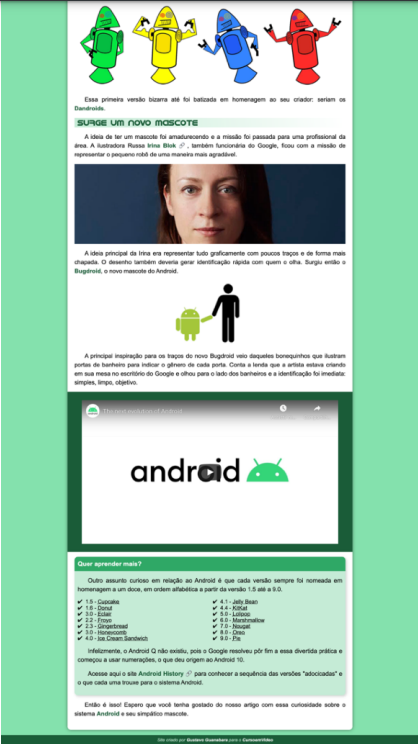 Essa primeira versão bizarra até foi batizada em homenagem ao seu criador: seriam os
Dandroids.
SURGE UM NOVO MASCOTE
A ideia de ter um mascote foi amadurecendo e a missão foi passada para uma profissional da
área. A ilustradora Russa Irina Blok , também funcionária do Google, ficou com a missão de
representar o pequeno robô de uma maneira mais agradável.
A ideia principal da Irina era representar tudo graficamente com poucos traços e de forma mais
chapada. O desenho também deveria gerar identificação rápida com quem o olha. Surgiu então o
Bugdroid, o novo mascote do Android.
A principal inspiração para os traços do novo Bugdroid veio daqueles bonequinhos que ilustram
portas de banheiro para indicar o gênero de cada porta. Conta a lenda que a artista estava criando
em sua mesa no escritório do Google e olhou para o lado dos banheiros e a identificação foi imediata:
simples, limpo, objetivo.
The next evolution of Android
android
Quer aprender mais?
Outro assunto curioso em relação ao Android é que cada versão sempre foi nomeada em
homenagem a um doce, em ordem alfabética a partir da versão 1.5 até a 9.0.
✔ 1.5 - Cupcake
✔ 1.6 - Donut
✔ 3.0 - Eclair
✔ 2.2 - Froyo
✔ 2.3 - Gingerbread
✔ 3.0 - Honeycomb
✔ 4.0 - Ice Cream Sandwich
✔ 4.1 - Jelly Bean
✔ 4.4 - KitKat
✔ 5.0 - Lolipop
✔ 6.0 - Marshmallow
✔ 7.0 - Nougat
✔ 8.0 - Oreo
✔ 9.0 - Pie
Infelizmente, o Android Q não existiu, pois o Google resolveu pôr fim a essa divertida prática e
começou a usar numerações, o que deu origem ao Android 10.
Acesse aqui o site Android History para conhecer a sequência das versões "adocicadas" e
o que cada uma trouxe para o sistema Android.
Então é isso! Espero que você tenha gostado do nosso artigo com essa curiosidade sobre o
sistema Android e seu simpático mascote.
Site criado por Gustavo Guanabara para o CursoemVídeo